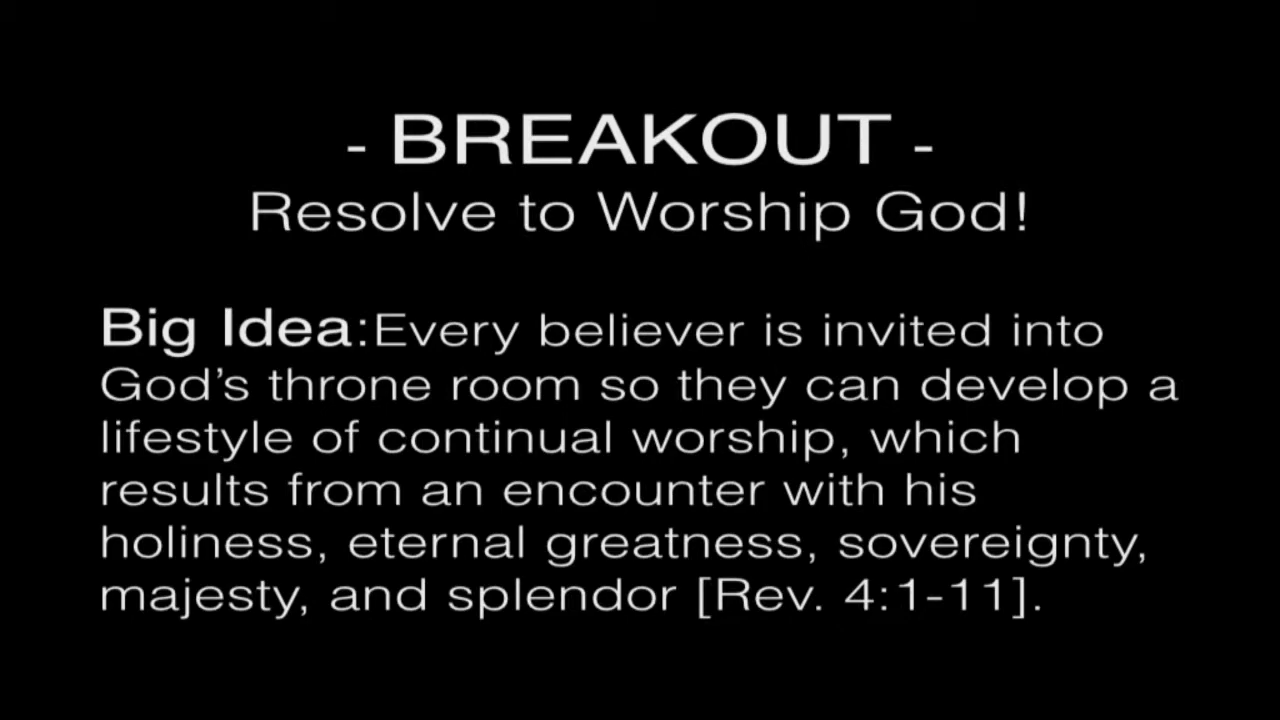 - BREAKOUT -
Resolve to Worship God!
Big Idea:Every believer is invited into
God’s throne room so they can develop a
lifestyle of continual worship, which
results from an encounter with his
holiness, eternal greatness, sovereignty,
majesty, and splendor [Rev. 4:1-11].